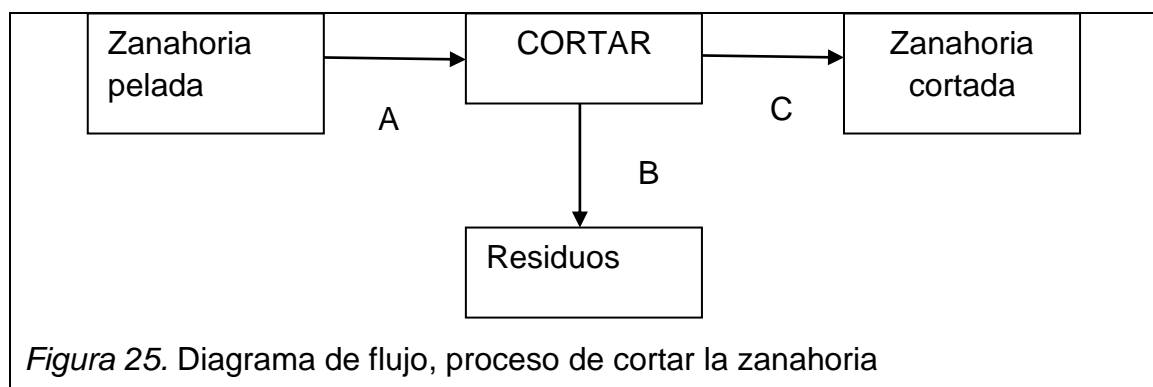 Zanahoria
pelada
CORTAR
Zanahoria
cortada
A
C
B
Residuos
Figura 25. Diagrama de flujo, proceso de cortar la zanahoria